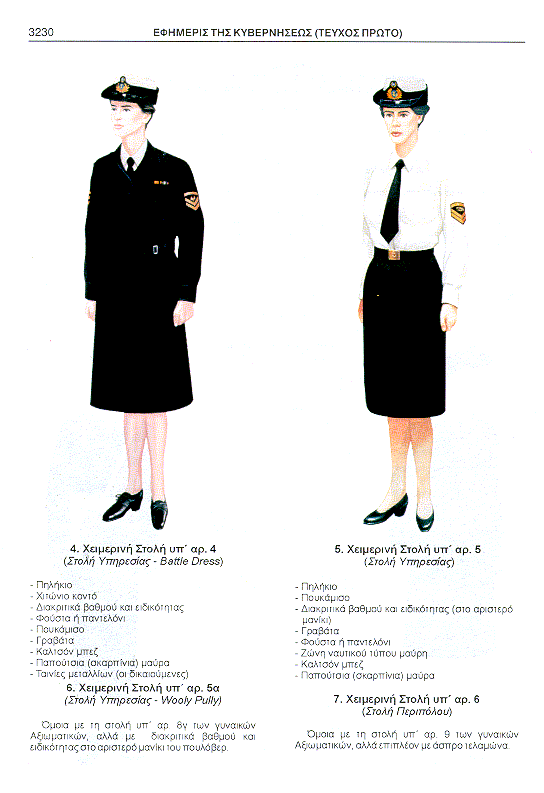 3230
ΕΦΗΜΕΡΙΣ ΤΗΣ ΚΥΒΕΡΝΗΣΕΩΣ (ΤΕΥΧΟΣ ΠΡΩΤΟ)
4. Χειμερινή Στολή υπ΄ αρ. 4
(Στολή Υπηρεσίας - Battle Dress)
- Πηλήκιο
- Χιτώνιο κοντό
- Διακριτικά βαθμού και ειδικότητας
- Φούστα ή παντελόνι
- Πουκάμισο
- Γραβάτα
- Καλτσόν μπεζ
- Παπούτσια (σκαρπίνια) μαύρα
- Ταινίες μεταλλίων (οι δικαιούμενες)
6. Χειμερινή Στολή υπ΄ αρ. 5α
(Στολή Υπηρεσίας - Wooly Pully)
Όμοια με τη στολή υπ΄ αρ. 8γ των γυναικών
Αξιωματικών, αλλά με διακριτικά βαθμού και
ειδικότητας στο αριστερό μανίκι του πουλόβερ.
5. Χειμερινή Στολή υπ΄ αρ. 5
(Στολή Υπηρεσίας)
- Πηλήκιο
- Πουκάμισο
- Διακριτικά βαθμού και ειδικότητας (στο αριστερό
μανίκι)
- Γραβάτα
- Φούστα ή παντελόνι
- Ζώνη ναυτικού τύπου μαύρη
- Καλτσόν μπεζ
- Παπούτσια (σκαρπίνια) μαύρα
7. Χειμερινή Στολή υπ΄ αρ. 6
(Στολή Περιπόλου)
Όμοια με τη στολή υπ΄ αρ. 9 των γυναικών
Αξιωματικών, αλλά επιπλέον με άσπρο τελαμώνα.